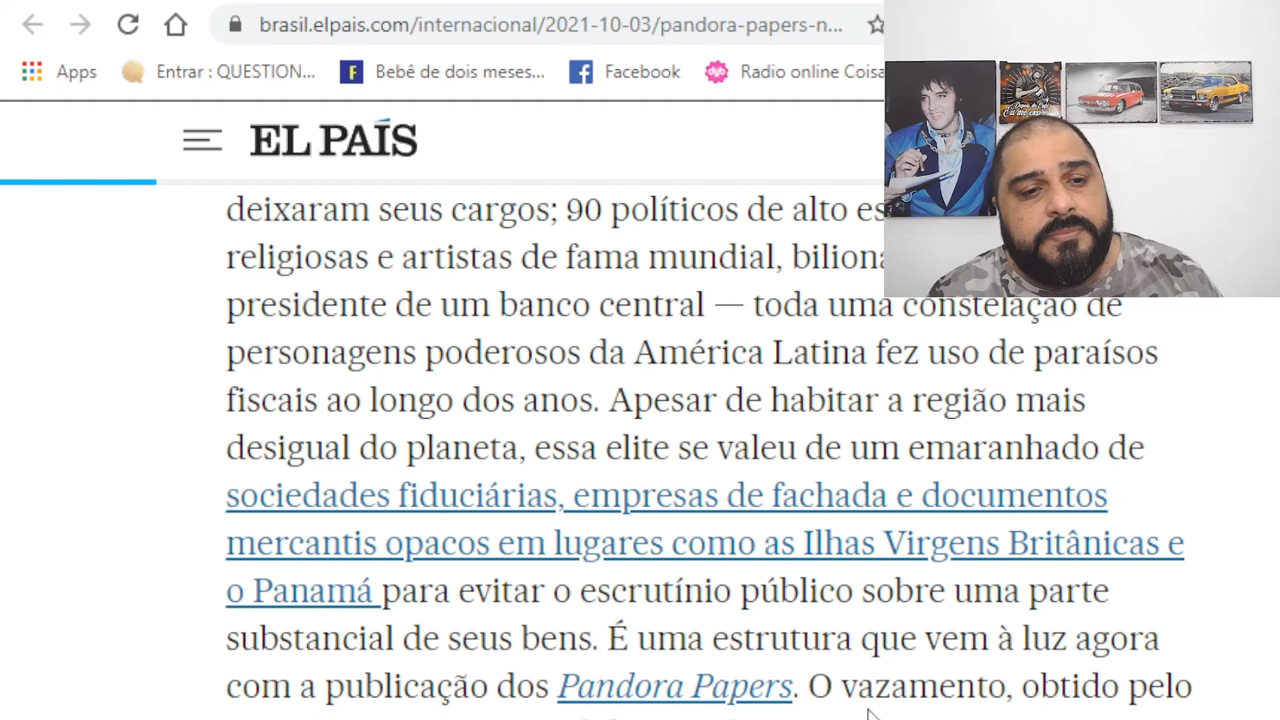 brasil.elpais.com/internacional/2021-10-03/pandora-papers-n...
Apps Entrar : QUESTION... Bebê de dois meses... Facebook Radio online Coisa
EL PAÍS
deixaram seus cargos; 90 políticos de alto
religiosas e artistas de fama mundial,
presidente de um banco central — toda uma constelação de
personagens poderosos da América Latina fez uso de paraísos
fiscais ao longo dos anos. Apesar de habitar a região mais
desigual do planeta, essa elite se valeu de um emaranhado de
sociedades fiduciárias, empresas de fachada e documentos
mercantis opacos em lugares como as Ilhas Virgens Britânicas e
o Panamá para evitar o escrutínio público sobre uma parte
substancial de seus bens. É uma estrutura que vem à luz agora
com a publicação dos Pandora Papers. O vazamento, obtido pelo